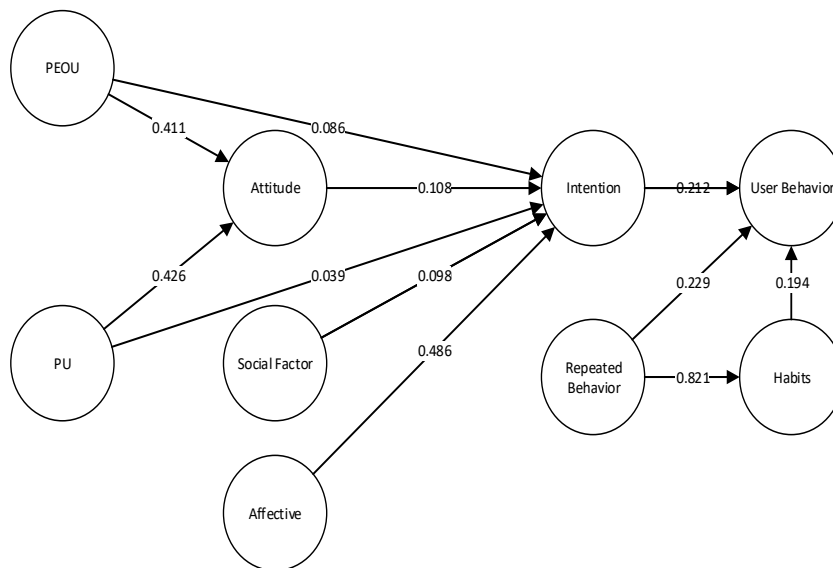 PEOU
0.411
0.086
Attitude
0.108
Intention
0.212
User Behavior
0.426
0.039
0.098
0.229
0.194
PU
Social Factor
0.486
Repeated
Behavior
0.821
Habits
Affective